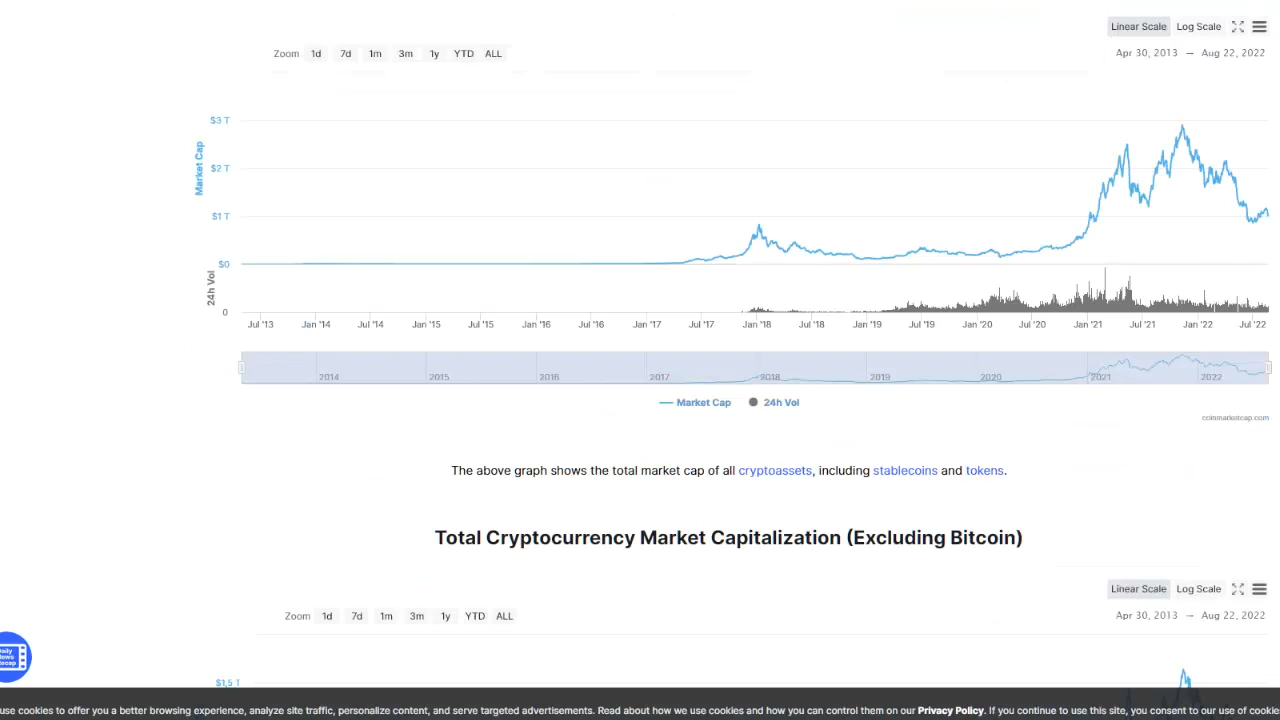 Linear Scale Log Scale
Zoom 1d 7d 1m 3m 1y YTD ALL
Apr 30, 2013 → Aug 22, 2022
$3 T
$2 T
$1 T
$0
Market Cap
24h Vol
0
Jul '13 Jan '14 Jul '14 Jan '15 Jul '15 Jan '16 Jul '16 Jan '17 Jul '17 Jan '18 Jul '18 Jan '19 Jul '19 Jan '20 Jul '20 Jan '21 Jul '21 Jan '22 Jul '22
2014 2015 2016 2017 2018 2019 2020 2021 2022
Market Cap 24h Vol
coinmarketcap.com
The above graph shows the total market cap of all cryptoassets, including stablecoins and tokens.
Total Cryptocurrency Market Capitalization (Excluding Bitcoin)
Linear Scale Log Scale
Zoom 1d 7d 1m 3m 1y YTD ALL
Apr 30, 2013 → Aug 22, 2022
Daily
News
Recap
$1,5 T
use cookies to offer you a better browsing experience, analyze site traffic, personalize content, and serve targeted advertisements. Read about how we use cookies and how you can control them on our Privacy Policy. If you continue to use this site, you consent to our use of cookie